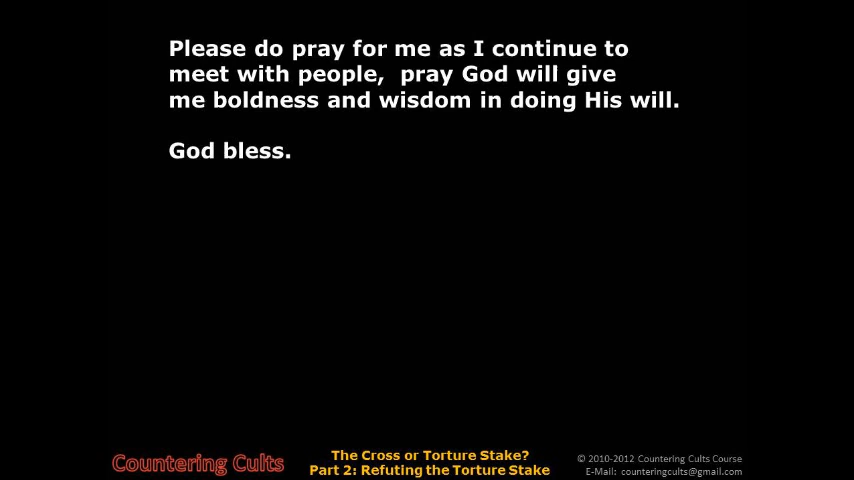 Please do pray for me as I continue to
meet with people,  pray God will give
me boldness and wisdom in doing His will.
God bless.
Countering Cults
The Cross or Torture Stake?
Part 2: Refuting the Torture Stake
© 2010-2012 Countering Cults Course
E-Mail:  counteringcults@gmail.com